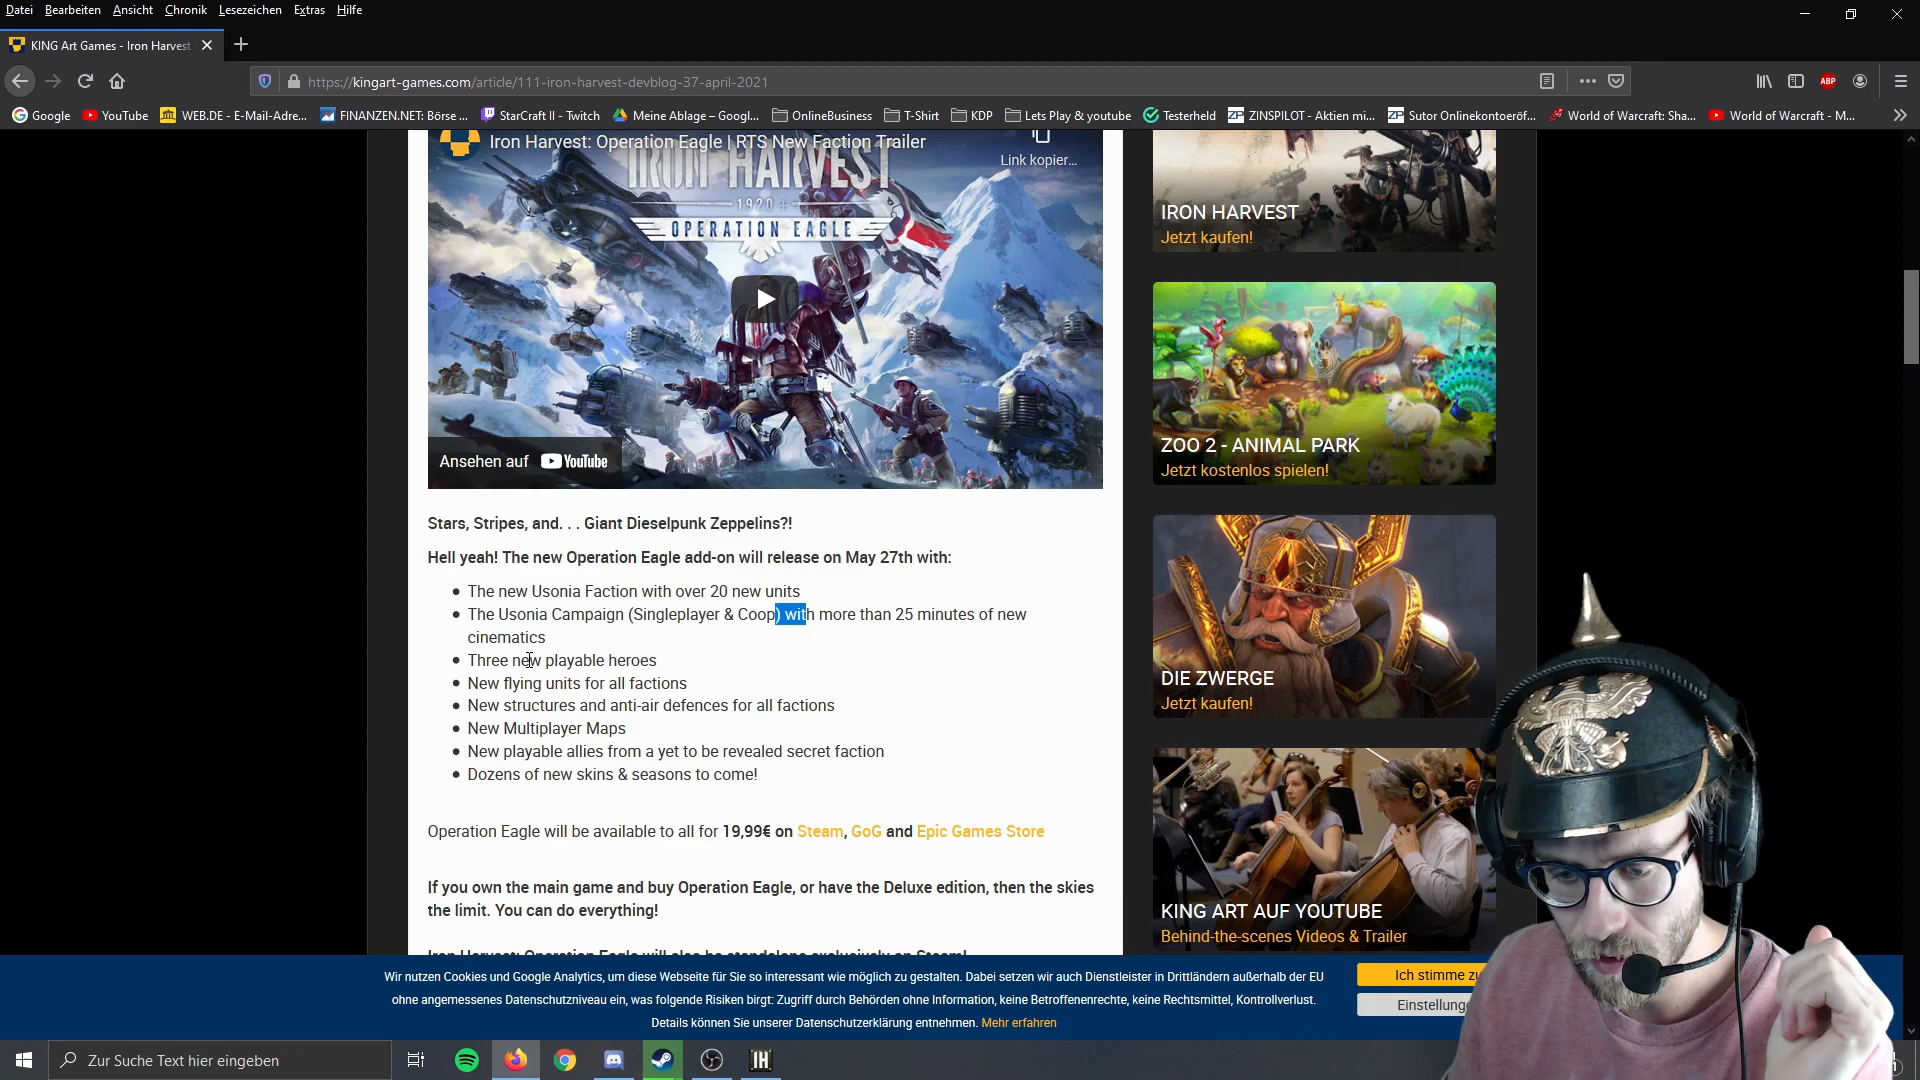 Datei Bearbeiten Ansicht Chronik Lesezeichen Extras Hilfe
KING Art Games - Iron Harvest
https://kingart-games.com/article/111-iron-harvest-devblog-37-april-2021
ABP
Google YouTube WEB.DE - E-Mail-Adre... FINANZEN.NET: Börse ... StarCraft II - Twitch Meine Ablage – Googl... OnlineBusiness T-Shirt KDP Lets Play & youtube Testerheld ZINSPILOT - Aktien mi... Sutor Onlinekontoeröf... World of Warcraft: Sha... World of Warcraft - M...
Iron Harvest: Operation Eagle | RTS New Faction Trailer
Link kopier...
IRON HARVEST
1920+
OPERATION EAGLE
Ansehen auf YouTube
Stars, Stripes, and. . . Giant Dieselpunk Zeppelins?!
Hell yeah! The new Operation Eagle add-on will release on May 27th with:
The new Usonia Faction with over 20 new units
The Usonia Campaign (Singleplayer & Coop) with more than 25 minutes of new
cinematics
Three new playable heroes
New flying units for all factions
New structures and anti-air defences for all factions
New Multiplayer Maps
New playable allies from a yet to be revealed secret faction
Dozens of new skins & seasons to come!
Operation Eagle will be available to all for 19,99€ on Steam, GoG and Epic Games Store
If you own the main game and buy Operation Eagle, or have the Deluxe edition, then the skies
the limit. You can do everything!
Iron Harvest: Operation Eagle will also be standalone exclusively on Steam!
IRON HARVEST
Jetzt kaufen!
ZOO 2 - ANIMAL PARK
Jetzt kostenlos spielen!
DIE ZWERGE
Jetzt kaufen!
KING ART AUF YOUTUBE
Behind-the-scenes Videos & Trailer
Wir nutzen Cookies und Google Analytics, um diese Webseite für Sie so interessant wie möglich zu gestalten. Dabei setzen wir auch Dienstleister in Drittländern außerhalb der EU
ohne angemessenes Datenschutzniveau ein, was folgende Risiken birgt: Zugriff durch Behörden ohne Information, keine Betroffenenrechte, keine Rechtsmittel, Kontrollverlust.
Details können Sie unserer Datenschutzerklärung entnehmen. Mehr erfahren
Ich stimme zu
Einstellung
Zur Suche Text hier eingeben
IH